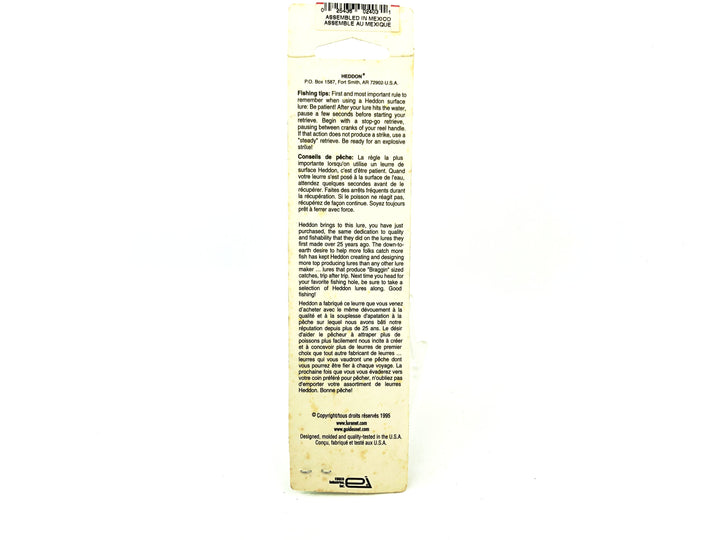 0 25436 02403 1
ASSEMBLED IN MEXICO
ASSEMBLE AU MEXIQUE
HEDDON®
P.O. Box 1587, Fort Smith, AR 72902-U.S.A.
Fishing tips: First and most important rule to
remember when using a Heddon surface
lure: Be patient! After your lure hits the water,
pause a few seconds before starting your
retrieve. Begin with a stop-go retrieve,
pausing between cranks of your reel handle.
If that action does not produce a strike, use a
"steady" retrieve. Be ready for an explosive
strike!
Conseils de pêche: La règle la plus
importante lorsqu'on utilise un leurre de
surface Heddon, c'est d'être patient. Quand
votre leurre s'est posé à la surface de l'eau,
attendez quelques secondes avant de le
récupérer. Faites des arrêts fréquents durant
la récupération. Si le poisson ne réagit pas,
récupérez de façon continue. Soyez toujours
prêt à ferrer avec force.
Heddon brings to this lure, you have just
purchased, the same dedication to quality
and fishability that they did on the lures they
first made over 25 years ago. The down-to-
earth desire to help more folks catch more
fish has kept Heddon creating and designing
more top producing lures than any other lure
maker ... lures that produce "Braggin" sized
catches, trip after trip. Next time you head for
your favorite fishing hole, be sure to take a
selection of Heddon lures along. Good
fishing!
Heddon a fabriqué ce leurre que vous venez
d'acheter avec le même dévouement à la
qualité et à la souplesse d'apatation à la
pêche sur lequel nous avons bâti notre
réputation depuis plus de 25 ans. Le désir
d'aider le pêcheur à attraper plus de
poissons plus facilement nous incite à créer
et à concevoir plus de leurres de premier
choix que tout autre fabricant de leurres ...
leurres qui vous vaudront une pêche dont
vous pourrez être fier à chaque voyage. La
prochaine fois que vous vous évaderez vers
votre coin préféré pour pêcher, n'oubliez pas
d'emporter votre assortiment de leurres
Heddon. Bonne pêche!
© Copyright/tous droits réservés 1995
www.lurenet.com
www.guidesnet.com
Designed, molded and quality-tested in the U.S.A.
Conçu, fabriqué et testé aux U.S.A.
EBSCO
INDUSTRIES,
INC.